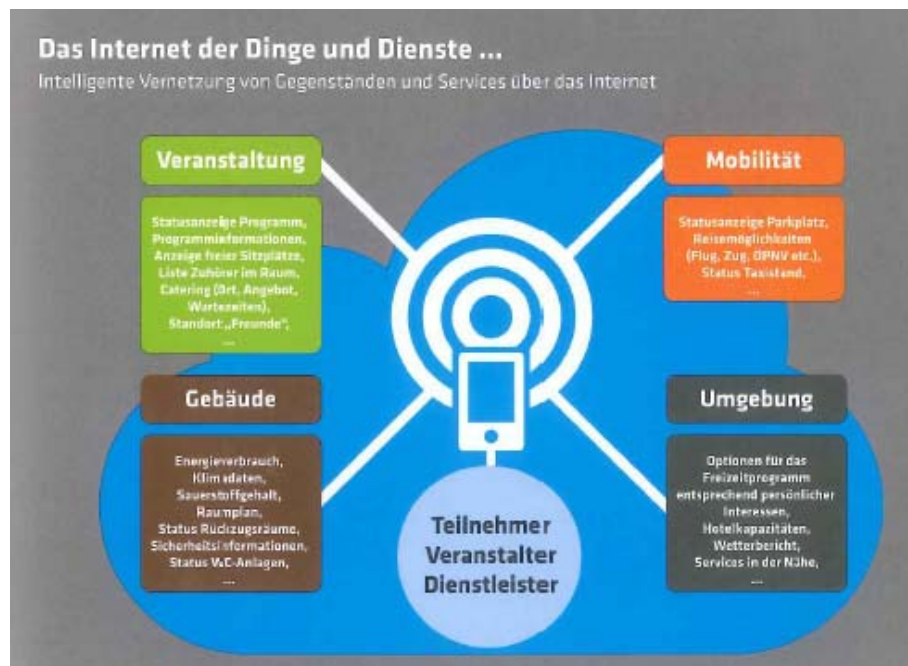 Das Internet der Dinge und Dienste ...
Intelligente Vernetzung von Gegenständen und Services über das Internet
Veranstaltung
Statusanzeige Programm,
Programminformationen,
Anzeige freier Sitzplätze,
Liste Zuhörer im Raum,
Catering (Ort, Angebot,
Wartezeiten),
Standort „Freunde“,
....
Mobilität
Statusanzeige Parkplatz,
Reisemöglichkeiten
(Flug, Zug, ÖPNV etc.),
Status Taxistand,
....
Gebäude
Energieverbrauch,
Klimadaten,
Sauerstoffgehalt,
Raumplan,
Status Rückzugsräume,
Sicherheitsinformationen,
Status WC-Anlagen,
....
Umgebung
Optionen für das
Freizeitprogramm
entsprechend persönlicher
Interessen,
Hotelkapazitäten,
Wetterbericht,
Services in der Nähe,
....
Teilnehmer
Veranstalter
Dienstleister